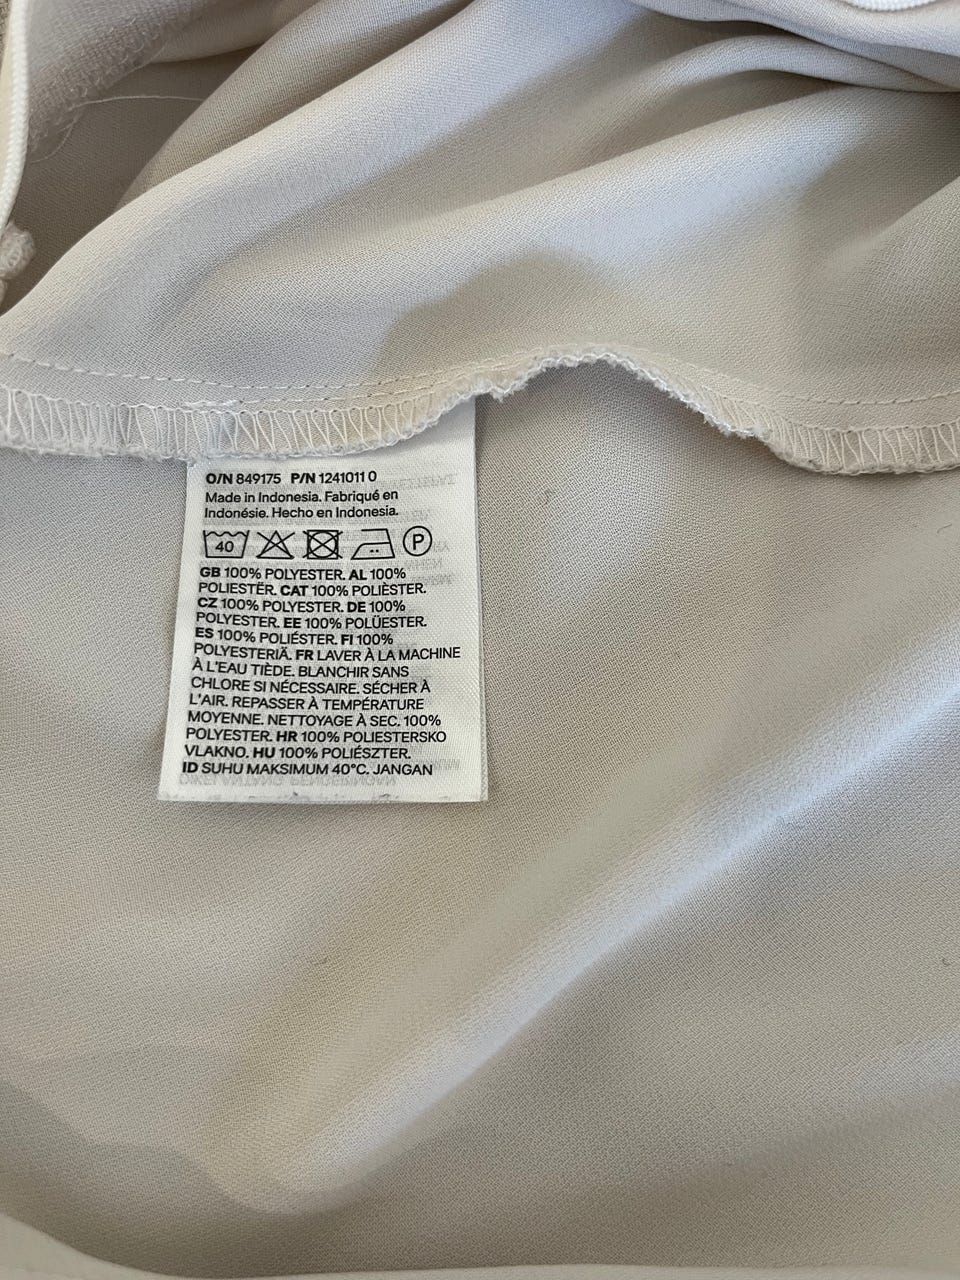 O/N 849175 P/N 1241011 0
Made in Indonesia. Fabriqué en
Indonésie. Hecho en Indonesia.
40 P
GB 100% POLYESTER. AL 100%
POLIESTËR. CAT 100% POLIÈSTER.
CZ 100% POLYESTER. DE 100%
POLYESTER. EE 100% POLÜESTER.
ES 100% POLIÉSTER. FI 100%
POLYESTERIÄ. FR LAVER À LA MACHINE
À L'EAU TIÈDE. BLANCHIR SANS
CHLORE SI NÉCESSAIRE. SÉCHER À
L'AIR. REPASSER À TEMPÉRATURE
MOYENNE. NETTOYAGE À SEC. 100%
POLYESTER. HR 100% POLIESTERSKO
VLAKNO. HU 100% POLIÉSZTER.
ID SUHU MAKSIMUM 40°C. JANGAN